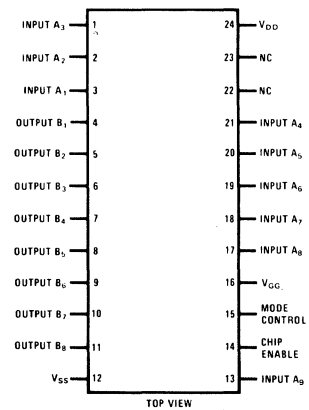 INPUT A3 1 24 VDD
INPUT A2 2 23 NC
INPUT A1 3 22 NC
OUTPUT B1 4 21 INPUT A4
OUTPUT B2 5 20 INPUT A5
OUTPUT B3 6 19 INPUT A6
OUTPUT B4 7 18 INPUT A7
OUTPUT B5 8 17 INPUT A8
OUTPUT B6 9 16 VGG
OUTPUT B7 10 15 MODE CONTROL
OUTPUT B8 11 14 CHIP ENABLE
VSS 12 13 INPUT A9
TOP VIEW